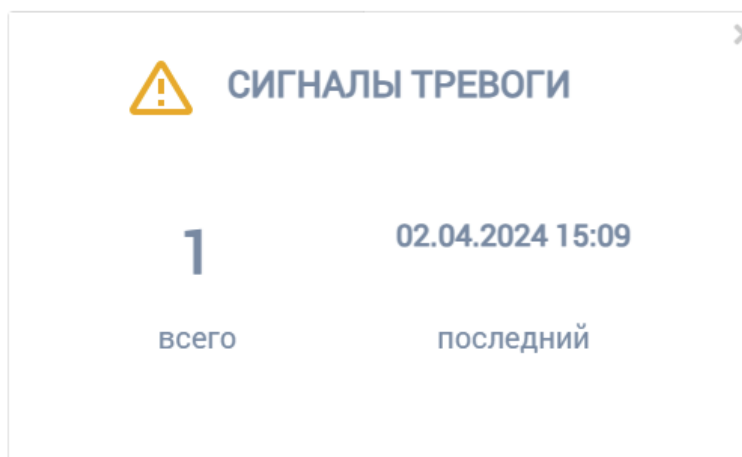 СИГНАЛЫ ТРЕВОГИ
1
02.04.2024 15:09
всего
последний